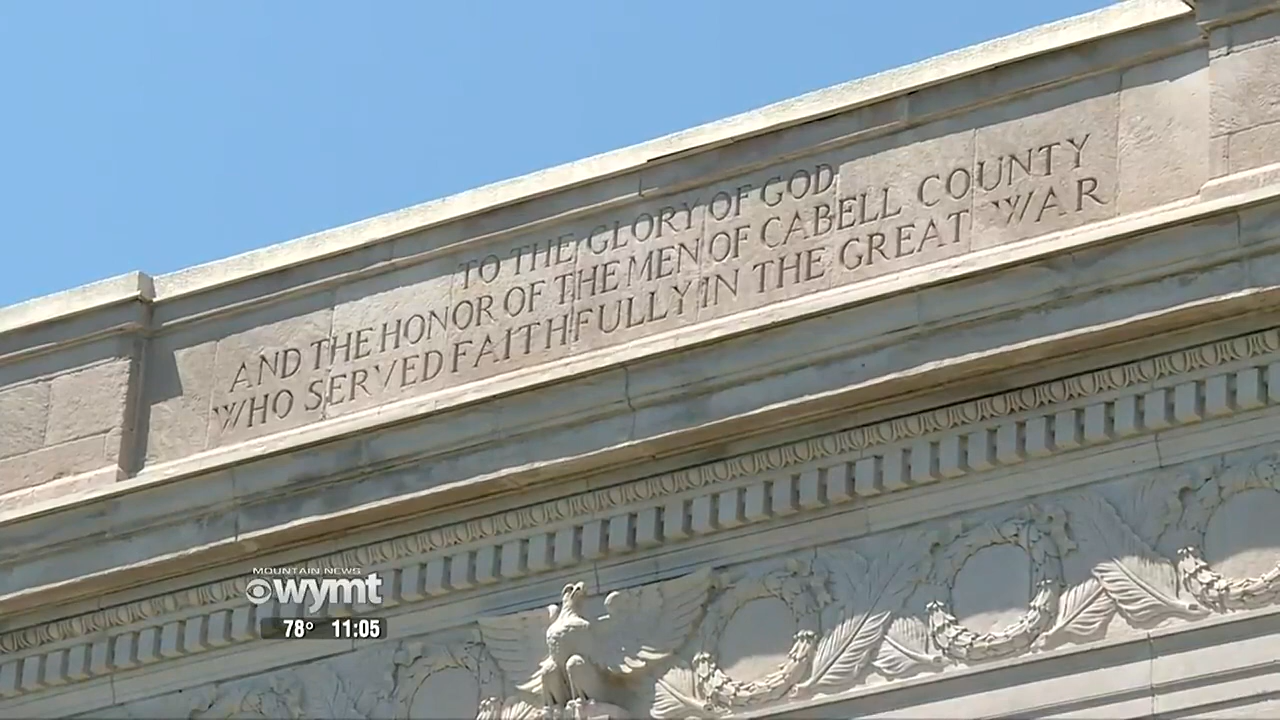 TO THE GLORY OF GOD
AND THE HONOR OF THE MEN OF CABELL COUNTY
WHO SERVED FAITHFULLY IN THE GREAT WAR
MOUNTAIN NEWS
wymt
78° 11:05